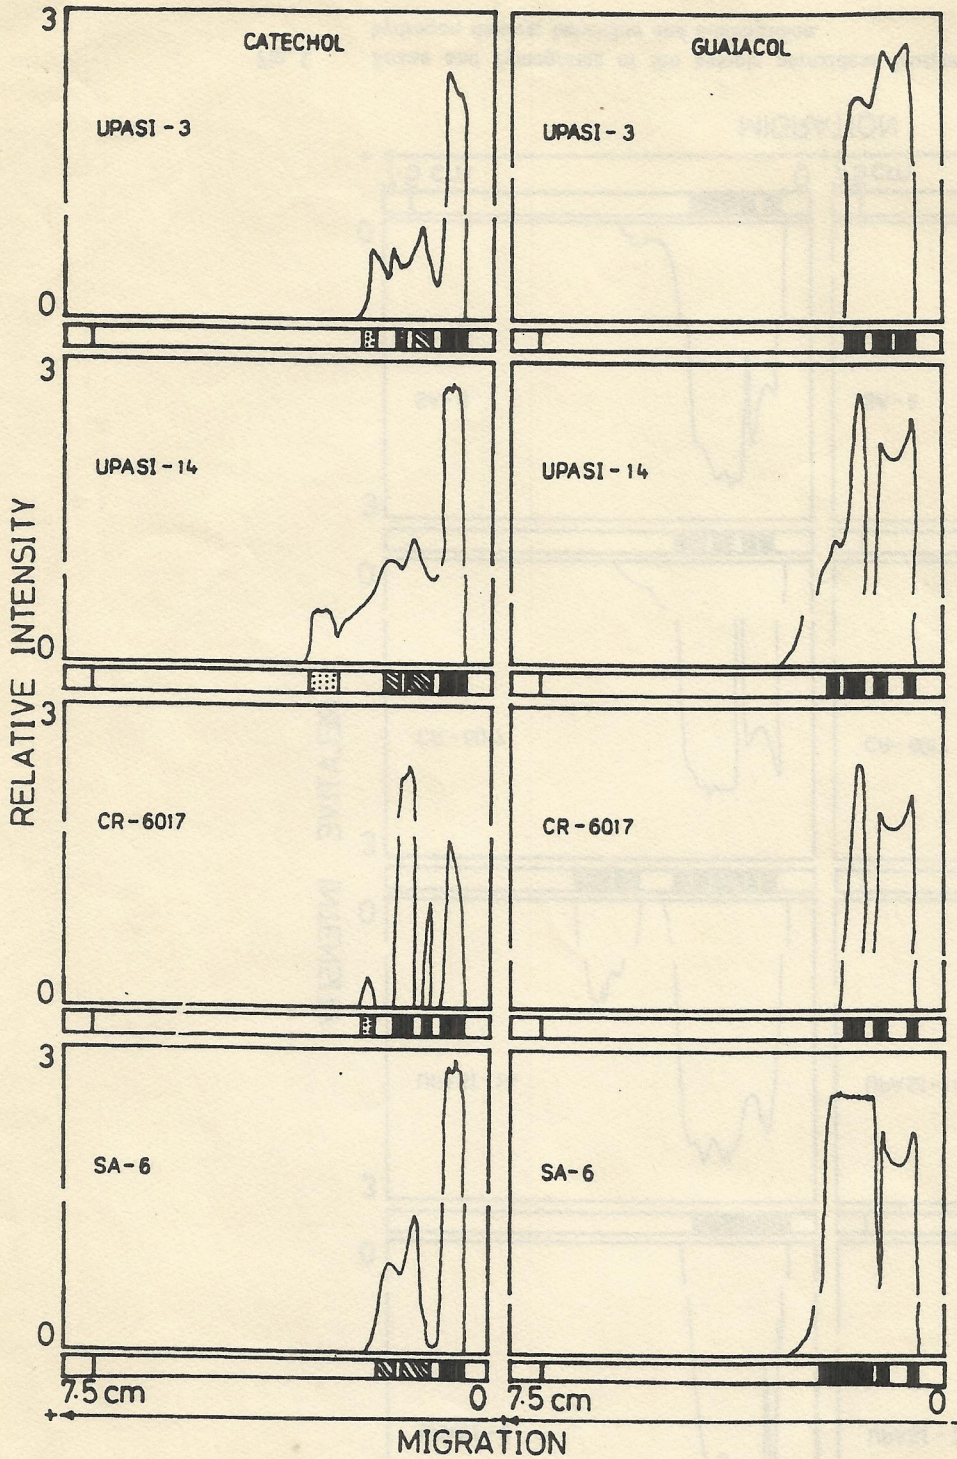 3
CATECHOL
GUAIACOL
UPASI - 3
UPASI - 3
0
3
UPASI - 14
UPASI - 14
0
3
CR - 6017
CR - 6017
0
3
SA - 6
SA - 6
0
7.5 cm
0
7.5 cm
0
+
RELATIVE INTENSITY
MIGRATION